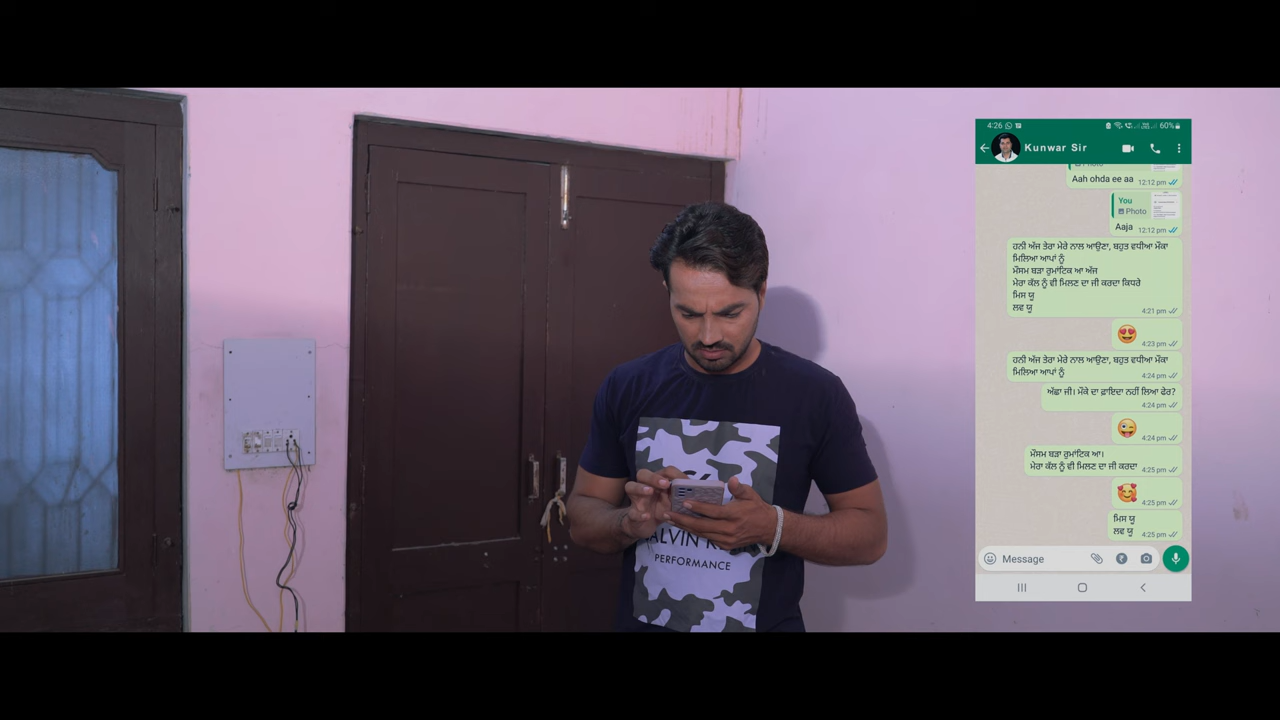 4:26
60%
Kunwar Sir
Aah ohda ee aa
12:12 pm
You
Photo
Aaja
12:12 pm
ਹਨੀ ਅੱਜ ਤੇਰਾ ਮੇਰੇ ਨਾਲ ਆਉਣਾ, ਬਹੁਤ ਵਧੀਆ ਮੌਕਾ
ਮਿਲਿਆ ਆਪਾਂ ਨੂੰ
ਮੌਸਮ ਬੜਾ ਰੁਮਾਂਟਿਕ ਆ ਅੱਜ
ਮੇਰਾ ਕੱਲ ਨੂੰ ਵੀ ਮਿਲਣ ਦਾ ਜੀ ਕਰਦਾ ਕਿਧਰੇ
ਮਿਸ ਯੂ
ਲਵ ਯੂ
4:21 pm
😍
4:23 pm
ਹਨੀ ਅੱਜ ਤੇਰਾ ਮੇਰੇ ਨਾਲ ਆਉਣਾ, ਬਹੁਤ ਵਧੀਆ ਮੌਕਾ
ਮਿਲਿਆ ਆਪਾਂ ਨੂੰ
4:24 pm
ਅੱਛਾ ਜੀ। ਮੌਕੇ ਦਾ ਫ਼ਾਇਦਾ ਨਹੀਂ ਲਿਆ ਫੇਰ?
4:24 pm
😜
4:24 pm
ਮੌਸਮ ਬੜਾ ਰੁਮਾਂਟਿਕ ਆ।
ਮੇਰਾ ਕੱਲ ਨੂੰ ਵੀ ਮਿਲਣ ਦਾ ਜੀ ਕਰਦਾ
4:25 pm
🥰
4:25 pm
ਮਿਸ ਯੂ
ਲਵ ਯੂ
4:25 pm
Message
PERFORMANCE